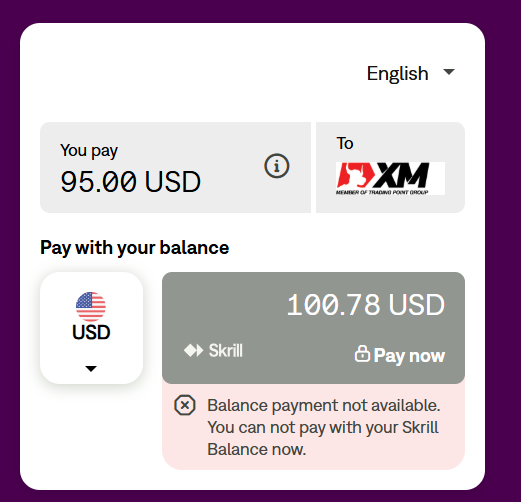 English
You pay
95.00 USD
To
XM
MEMBER OF TRADING POINT GROUP
Pay with your balance
USD
100.78 USD
Skrill
Pay now
Balance payment not available.
You can not pay with your Skrill
Balance now.